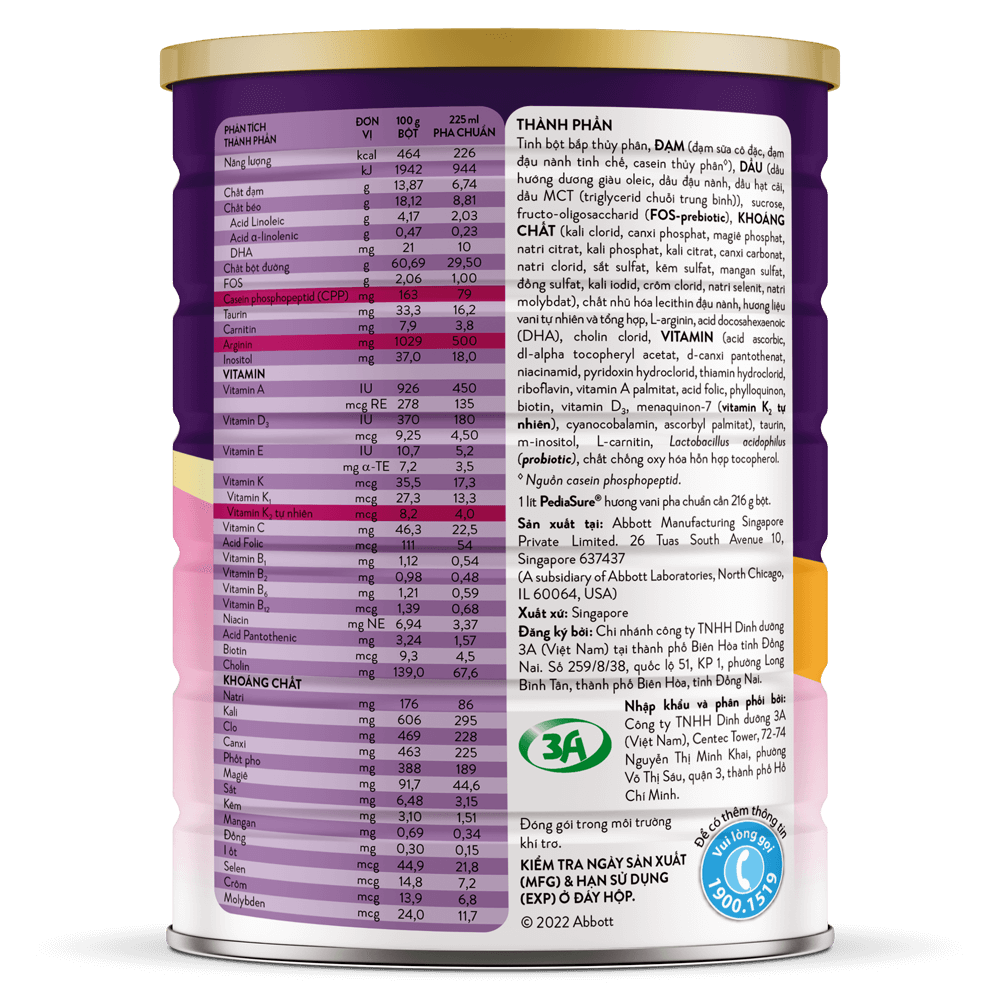 PHÂN TÍCH THÀNH PHẦN ĐƠN VỊ 100 g BỘT 225 ml PHA CHUẨN
Năng lượng kcal 464 226
kJ 1942 944
Chất đạm g 13,87 6,74
Chất béo g 18,12 8,81
Acid Linoleic g 4,17 2,03
Acid α-linolenic g 0,47 0,23
DHA mg 21 10
Chất bột đường g 60,69 29,50
FOS g 2,06 1,00
Casein phosphopeptid (CPP) mg 163 79
Taurin mg 33,3 16,2
Carnitin mg 7,9 3,8
Arginin mg 1029 500
Inositol mg 37,0 18,0
VITAMIN
Vitamin A IU 926 450
mcg RE 278 135
Vitamin D₃ IU 370 180
mcg 9,25 4,50
Vitamin E IU 10,7 5,2
mg α-TE 7,2 3,5
Vitamin K mcg 35,5 17,3
Vitamin K₁ mcg 27,3 13,3
Vitamin K₂ tự nhiên mcg 8,2 4,0
Vitamin C mg 46,3 22,5
Acid Folic mcg 111 54
Vitamin B₁ mg 1,12 0,54
Vitamin B₂ mg 0,98 0,48
Vitamin B₆ mg 1,21 0,59
Vitamin B₁₂ mcg 1,39 0,68
Niacin mg NE 6,94 3,37
Acid Pantothenic mg 3,24 1,57
Biotin mcg 9,3 4,5
Cholin mg 139,0 67,6
KHOÁNG CHẤT
Natri mg 176 86
Kali mg 606 295
Clo mg 469 228
Canxi mg 463 225
Phốt pho mg 388 189
Magiê mg 91,7 44,6
Sắt mg 6,48 3,15
Kẽm mg 3,10 1,51
Mangan mg 0,69 0,34
Đồng mg 0,30 0,15
I ốt mcg 44,9 21,8
Selen mcg 14,8 7,2
Crôm mcg 13,9 6,8
Molybden mcg 24,0 11,7
THÀNH PHẦN
Tinh bột bắp thủy phân, ĐẠM (đạm sữa cô đặc, đạm
đậu nành tinh chế, casein thủy phân◊), DẦU (dầu
hướng dương giàu oleic, dầu đậu nành, dầu hạt cải,
dầu MCT (triglycerid chuỗi trung bình)), sucrose,
fructo-oligosaccharid (FOS-prebiotic), KHOÁNG
CHẤT (kali clorid, canxi phosphat, magiê phosphat,
natri citrat, kali phosphat, kali citrat, canxi carbonat,
natri clorid, sắt sulfat, kẽm sulfat, mangan sulfat,
đồng sulfat, kali iodid, crôm clorid, natri selenit, natri
molybdat), chất nhũ hóa lecithin đậu nành, hương liệu
vani tự nhiên và tổng hợp, L-arginin, acid docosahexaenoic
(DHA), cholin clorid, VITAMIN (acid ascorbic,
dl-alpha tocopheryl acetat, d-canxi pantothenat,
niacinamid, pyridoxin hydroclorid, thiamin hydroclorid,
riboflavin, vitamin A palmitat, acid folic, phylloquinon,
biotin, vitamin D₃, menaquinon-7 (vitamin K₂ tự
nhiên), cyanocobalamin, ascorbyl palmitat), taurin,
m-inositol, L-carnitin, Lactobacillus acidophilus
(probiotic), chất chống oxy hóa hỗn hợp tocopherol.
◊ Nguồn casein phosphopeptid.
1 lít PediaSure® hương vani pha chuẩn cần 216 g bột.
Sản xuất tại: Abbott Manufacturing Singapore
Private Limited. 26 Tuas South Avenue 10,
Singapore 637437
(A subsidiary of Abbott Laboratories, North Chicago,
IL 60064, USA)
Xuất xứ: Singapore
Đăng ký bởi: Chi nhánh công ty TNHH Dinh dưỡng
3A (Việt Nam) tại thành phố Biên Hòa tỉnh Đồng
Nai. Số 259/8/38, quốc lộ 51, KP 1, phường Long
Bình Tân, thành phố Biên Hòa, tỉnh Đồng Nai.
3A
Nhập khẩu và phân phối bởi:
Công ty TNHH Dinh dưỡng 3A
(Việt Nam), Centec Tower, 72-74
Nguyễn Thị Minh Khai, phường
Võ Thị Sáu, quận 3, thành phố Hồ
Chí Minh.
Đóng gói trong môi trường
khí trơ.
KIỂM TRA NGÀY SẢN XUẤT
(MFG) & HẠN SỬ DỤNG
(EXP) Ở ĐÁY HỘP.
© 2022 Abbott
Để có thêm thông tin
Vui lòng gọi
1900.1519